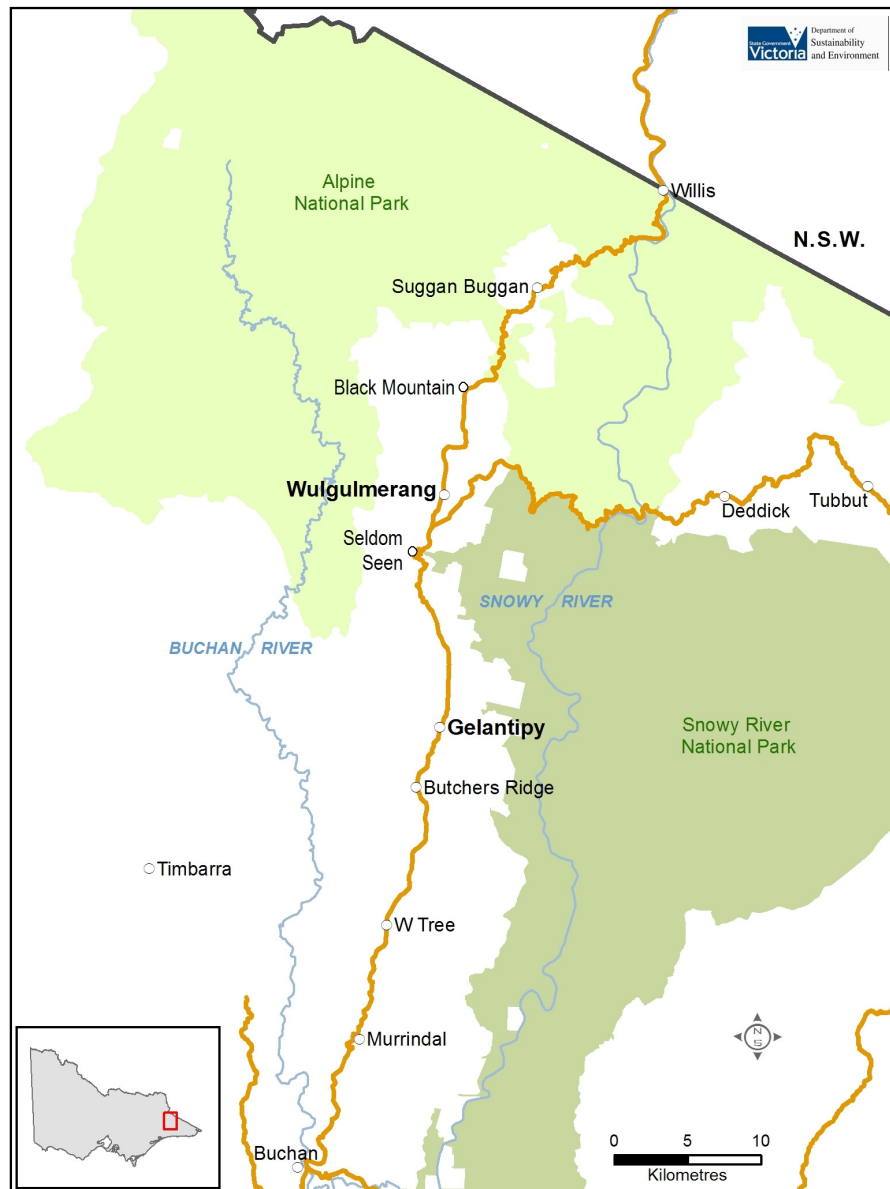 State Government
Victoria
Department of
Sustainability
and Environment
Alpine
National Park
Willis
N.S.W.
Suggan Buggan
Black Mountain
Wulgulmerang
Deddick
Tubbut
Seldom
Seen
SNOWY RIVER
BUCHAN RIVER
Gelantipy
Snowy River
National Park
Butchers Ridge
Timbarra
W Tree
N
S
Murrindal
Buchan
0 5 10
Kilometres